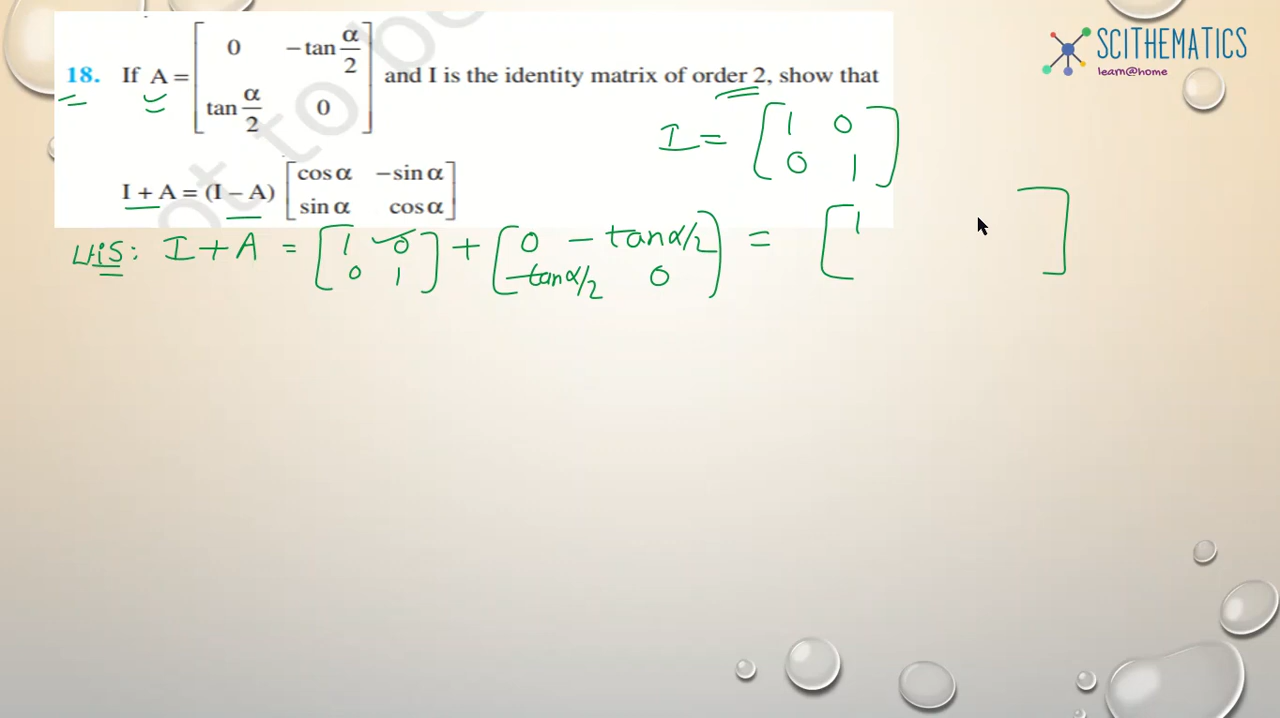 SCITHEMATICS
learn@home
18. If A = [0 −tan α/2; tan α/2 0] and I is the identity matrix of order 2, show that
I = [1 0; 0 1]
I + A = (I – A) [cos α −sin α; sin α cos α]
LHS: I + A = [1 0; 0 1] + [0 −tan α/2; tan α/2 0] = [1 ]